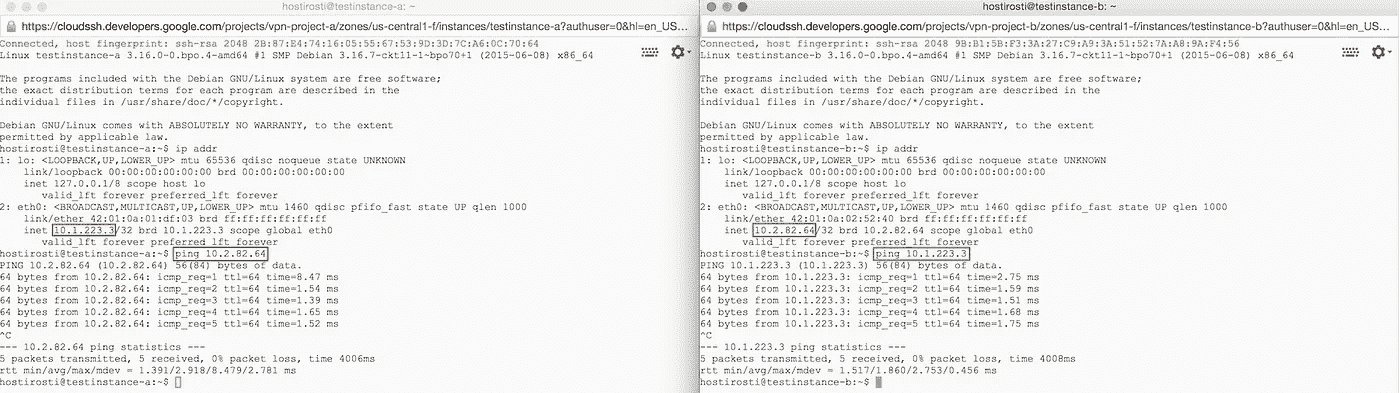 hostirosti@testinstance-a: ~
https://cloudssh.developers.google.com/projects/vpn-project-a/zones/us-central1-f/instances/testinstance-a?authuser=0&hl=en_US...
Connected, host fingerprint: ssh-rsa 2048 2B:87:E4:74:16:05:55:67:53:9D:3D:7C:A6:0C:70:64
Linux testinstance-a 3.16.0-0.bpo.4-amd64 #1 SMP Debian 3.16.7-ckt11-1~bpo70+1 (2015-06-08) x86_64
The programs included with the Debian GNU/Linux system are free software;
the exact distribution terms for each program are described in the
individual files in /usr/share/doc/*/copyright.
Debian GNU/Linux comes with ABSOLUTELY NO WARRANTY, to the extent
permitted by applicable law.
hostirosti@testinstance-a:~$ ip addr
1: lo: <LOOPBACK,UP,LOWER_UP> mtu 65536 qdisc noqueue state UNKNOWN
link/loopback 00:00:00:00:00:00 brd 00:00:00:00:00:00
inet 127.0.0.1/8 scope host lo
valid_lft forever preferred_lft forever
2: eth0: <BROADCAST,MULTICAST,UP,LOWER_UP> mtu 1460 qdisc pfifo_fast state UP qlen 1000
link/ether 42:01:0a:01:df:03 brd ff:ff:ff:ff:ff:ff
inet 10.1.223.3/32 brd 10.1.223.3 scope global eth0
valid_lft forever preferred_lft forever
hostirosti@testinstance-a:~$ ping 10.2.82.64
PING 10.2.82.64 (10.2.82.64) 56(84) bytes of data.
64 bytes from 10.2.82.64: icmp_req=1 ttl=64 time=8.47 ms
64 bytes from 10.2.82.64: icmp_req=2 ttl=64 time=1.54 ms
64 bytes from 10.2.82.64: icmp_req=3 ttl=64 time=1.39 ms
64 bytes from 10.2.82.64: icmp_req=4 ttl=64 time=1.65 ms
64 bytes from 10.2.82.64: icmp_req=5 ttl=64 time=1.52 ms
^C
--- 10.2.82.64 ping statistics ---
5 packets transmitted, 5 received, 0% packet loss, time 4006ms
rtt min/avg/max/mdev = 1.391/2.918/8.479/2.781 ms
hostirosti@testinstance-a:~$
hostirosti@testinstance-b: ~
https://cloudssh.developers.google.com/projects/vpn-project-b/zones/us-central1-f/instances/testinstance-b?authuser=0&hl=en_US...
Connected, host fingerprint: ssh-rsa 2048 9B:B1:5B:F3:3A:27:C9:A9:3A:51:52:7A:A8:9A:F4:56
Linux testinstance-b 3.16.0-0.bpo.4-amd64 #1 SMP Debian 3.16.7-ckt11-1~bpo70+1 (2015-06-08) x86_64
The programs included with the Debian GNU/Linux system are free software;
the exact distribution terms for each program are described in the
individual files in /usr/share/doc/*/copyright.
Debian GNU/Linux comes with ABSOLUTELY NO WARRANTY, to the extent
permitted by applicable law.
hostirosti@testinstance-b:~$ ip addr
1: lo: <LOOPBACK,UP,LOWER_UP> mtu 65536 qdisc noqueue state UNKNOWN
link/loopback 00:00:00:00:00:00 brd 00:00:00:00:00:00
inet 127.0.0.1/8 scope host lo
valid_lft forever preferred_lft forever
2: eth0: <BROADCAST,MULTICAST,UP,LOWER_UP> mtu 1460 qdisc pfifo_fast state UP qlen 1000
link/ether 42:01:0a:02:52:40 brd ff:ff:ff:ff:ff:ff
inet 10.2.82.64/32 brd 10.2.82.64 scope global eth0
valid_lft forever preferred_lft forever
hostirosti@testinstance-b:~$ ping 10.1.223.3
PING 10.1.223.3 (10.1.223.3) 56(84) bytes of data.
64 bytes from 10.1.223.3: icmp_req=1 ttl=64 time=2.75 ms
64 bytes from 10.1.223.3: icmp_req=2 ttl=64 time=1.59 ms
64 bytes from 10.1.223.3: icmp_req=3 ttl=64 time=1.51 ms
64 bytes from 10.1.223.3: icmp_req=4 ttl=64 time=1.68 ms
64 bytes from 10.1.223.3: icmp_req=5 ttl=64 time=1.75 ms
^C
--- 10.1.223.3 ping statistics ---
5 packets transmitted, 5 received, 0% packet loss, time 4008ms
rtt min/avg/max/mdev = 1.517/1.860/2.753/0.456 ms
hostirosti@testinstance-b:~$